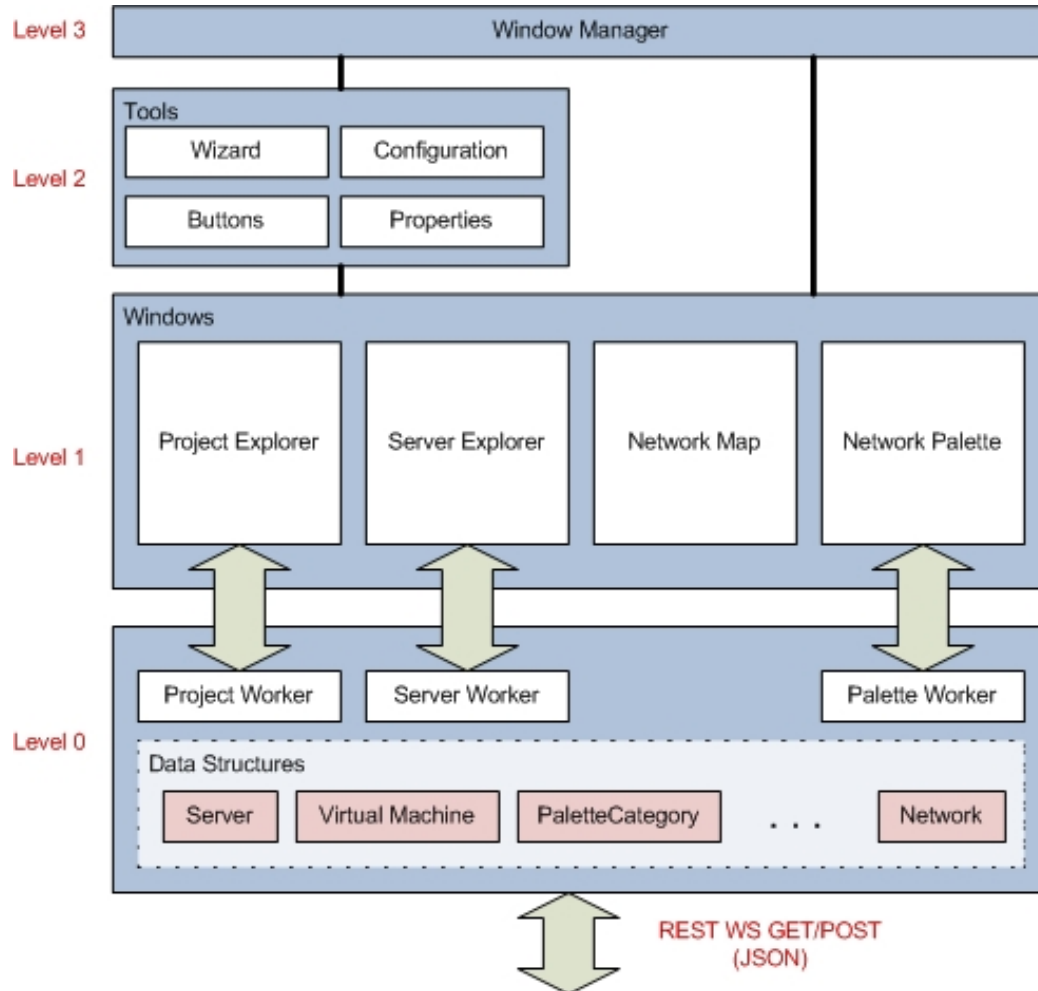 Level 3
Window Manager
Tools
Wizard
Configuration
Level 2
Buttons
Properties
Windows
Project Explorer
Server Explorer
Network Map
Network Palette
Level 1
Project Worker
Server Worker
Palette Worker
Level 0
Data Structures
Server
Virtual Machine
PaletteCategory
. . .
Network
REST WS GET/POST
(JSON)